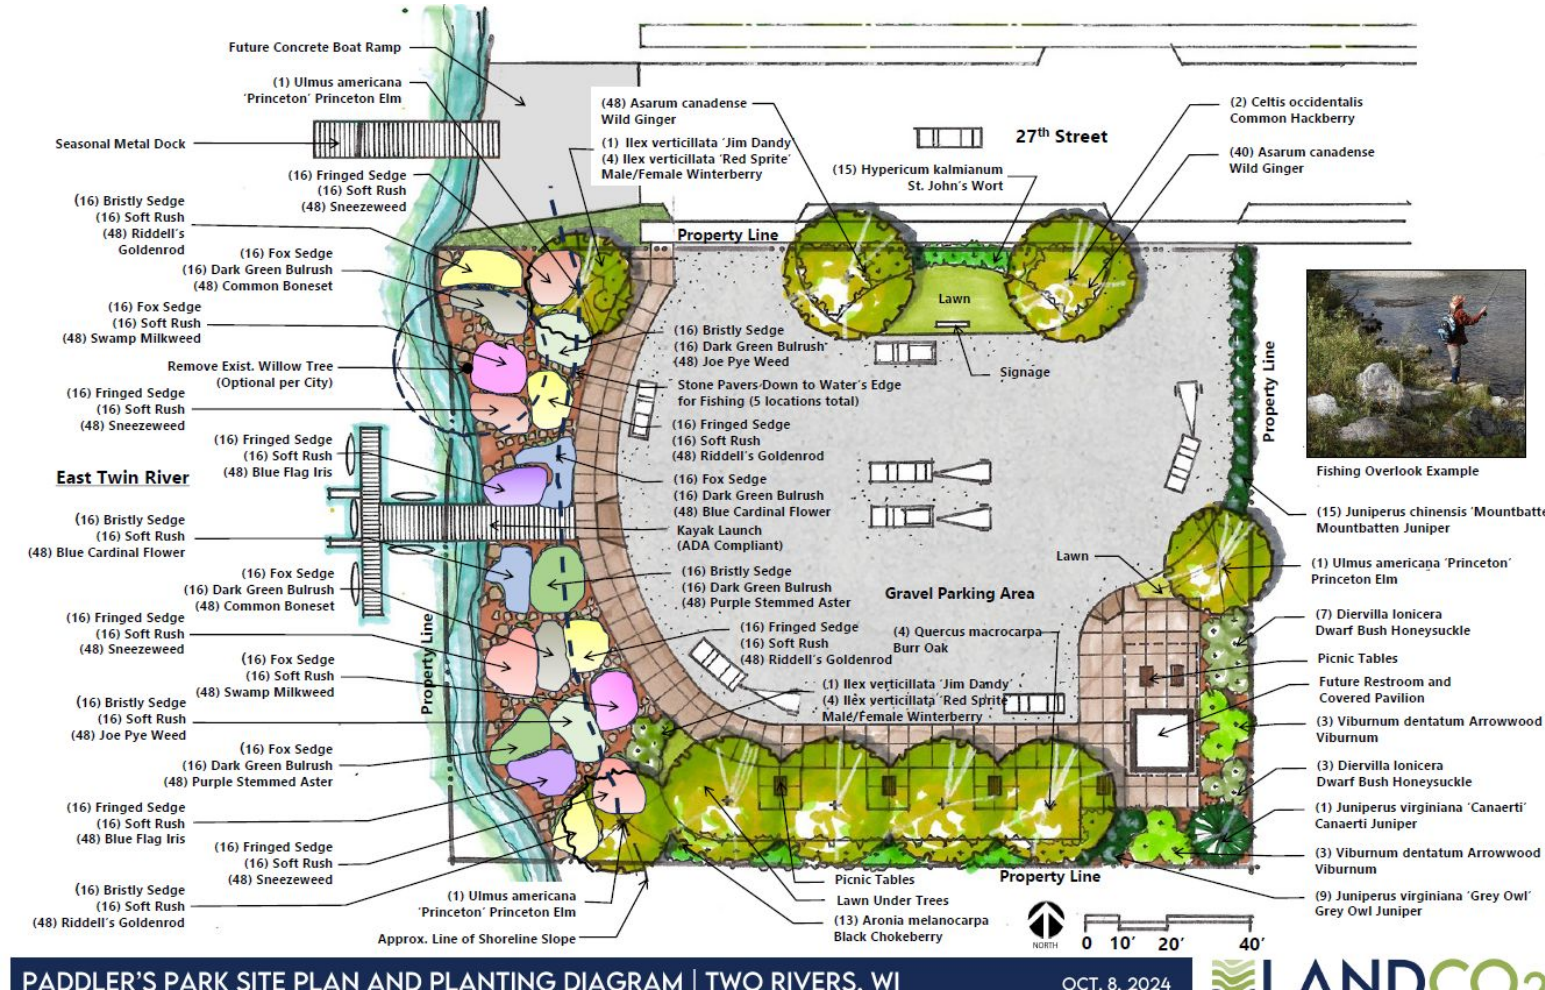 Future Concrete Boat Ramp
(1) Ulmus americana
'Princeton' Princeton Elm
Seasonal Metal Dock
(16) Fringed Sedge
(16) Soft Rush
(48) Sneezeweed
(16) Bristly Sedge
(16) Soft Rush
(48) Riddell's
Goldenrod
(16) Fox Sedge
(16) Dark Green Bulrush
(48) Common Boneset
(16) Fox Sedge
(16) Soft Rush
(48) Swamp Milkweed
Remove Exist. Willow Tree
(Optional per City)
(16) Fringed Sedge
(16) Soft Rush
(48) Sneezeweed
(16) Fringed Sedge
(16) Soft Rush
(48) Blue Flag Iris
East Twin River
(16) Bristly Sedge
(16) Soft Rush
(48) Blue Cardinal Flower
(16) Fox Sedge
(16) Dark Green Bulrush
(48) Common Boneset
(16) Fringed Sedge
(16) Soft Rush
(48) Sneezeweed
(16) Fox Sedge
(16) Soft Rush
(48) Swamp Milkweed
(16) Bristly Sedge
(16) Soft Rush
(48) Joe Pye Weed
(16) Fox Sedge
(16) Dark Green Bulrush
(48) Purple Stemmed Aster
(16) Fringed Sedge
(16) Soft Rush
(48) Blue Flag Iris
(16) Fringed Sedge
(16) Soft Rush
(48) Sneezeweed
(16) Bristly Sedge
(16) Soft Rush
(48) Riddell's Goldenrod
(1) Ulmus americana
'Princeton' Princeton Elm
Approx. Line of Shoreline Slope
Property Line
(48) Asarum canadense
Wild Ginger
(1) Ilex verticillata 'Jim Dandy'
(4) Ilex verticillata 'Red Sprite'
Male/Female Winterberry
27th Street
(15) Hypericum kalmianum
St. John's Wort
(2) Celtis occidentalis
Common Hackberry
(40) Asarum canadense
Wild Ginger
Property Line
Lawn
Signage
(16) Bristly Sedge
(16) Dark Green Bulrush
(48) Joe Pye Weed
Stone Pavers Down to Water's Edge
for Fishing (5 locations total)
(16) Fringed Sedge
(16) Soft Rush
(48) Riddell's Goldenrod
(16) Fox Sedge
(16) Dark Green Bulrush
(48) Blue Cardinal Flower
Kayak Launch
(ADA Compliant)
(16) Bristly Sedge
(16) Dark Green Bulrush
(48) Purple Stemmed Aster
(16) Fringed Sedge
(16) Soft Rush
(48) Riddell's Goldenrod
Gravel Parking Area
(4) Quercus macrocarpa
Burr Oak
(1) Ilex verticillata 'Jim Dandy'
(4) Ilex verticillata 'Red Sprite'
Male/Female Winterberry
Lawn
Property Line
Fishing Overlook Example
(15) Juniperus chinensis 'Mountbatte
Mountbatten Juniper
(1) Ulmus americana 'Princeton'
Princeton Elm
(7) Diervilla lonicera
Dwarf Bush Honeysuckle
Picnic Tables
Future Restroom and
Covered Pavilion
(3) Viburnum dentatum Arrowwood
Viburnum
(3) Diervilla lonicera
Dwarf Bush Honeysuckle
(1) Juniperus virginiana 'Canaerti'
Canaerti Juniper
(3) Viburnum dentatum Arrowwood
Viburnum
(9) Juniperus virginiana 'Grey Owl'
Grey Owl Juniper
Picnic Tables
Lawn Under Trees
(13) Aronia melanocarpa
Black Chokeberry
Property Line
NORTH
0 10' 20' 40'
PADDLER'S PARK SITE PLAN AND PLANTING DIAGRAM | TWO RIVERS, WI
OCT. 8, 2024
LANDCO2